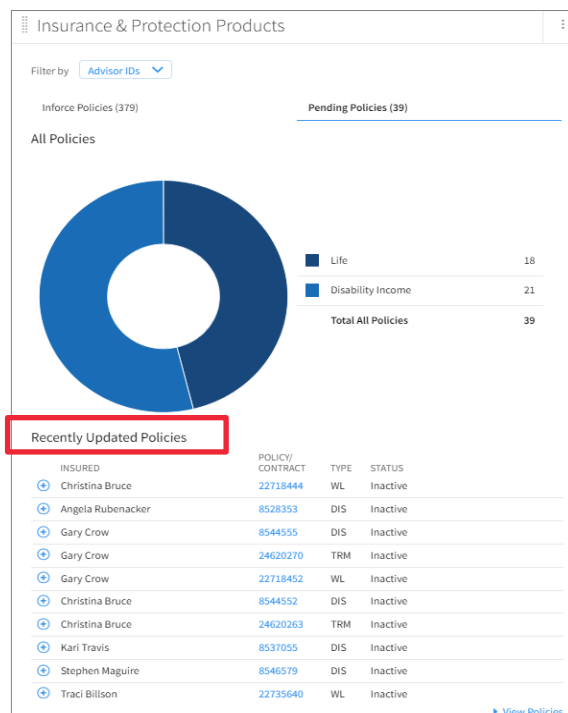 Insurance & Protection Products
Filter by Advisor IDs
Inforce Policies (379) Pending Policies (39)
All Policies
Life 18
Disability Income 21
Total All Policies 39
Recently Updated Policies
INSURED POLICY/ CONTRACT TYPE STATUS
Christina Bruce 22718444 WL Inactive
Angela Rubenacker 8528353 DIS Inactive
Gary Crow 8544555 DIS Inactive
Gary Crow 24620270 TRM Inactive
Gary Crow 22718452 WL Inactive
Christina Bruce 8544552 DIS Inactive
Christina Bruce 24620263 TRM Inactive
Kari Travis 8537055 DIS Inactive
Stephen Maguire 8546579 DIS Inactive
Traci Billson 22735640 WL Inactive
View Policies